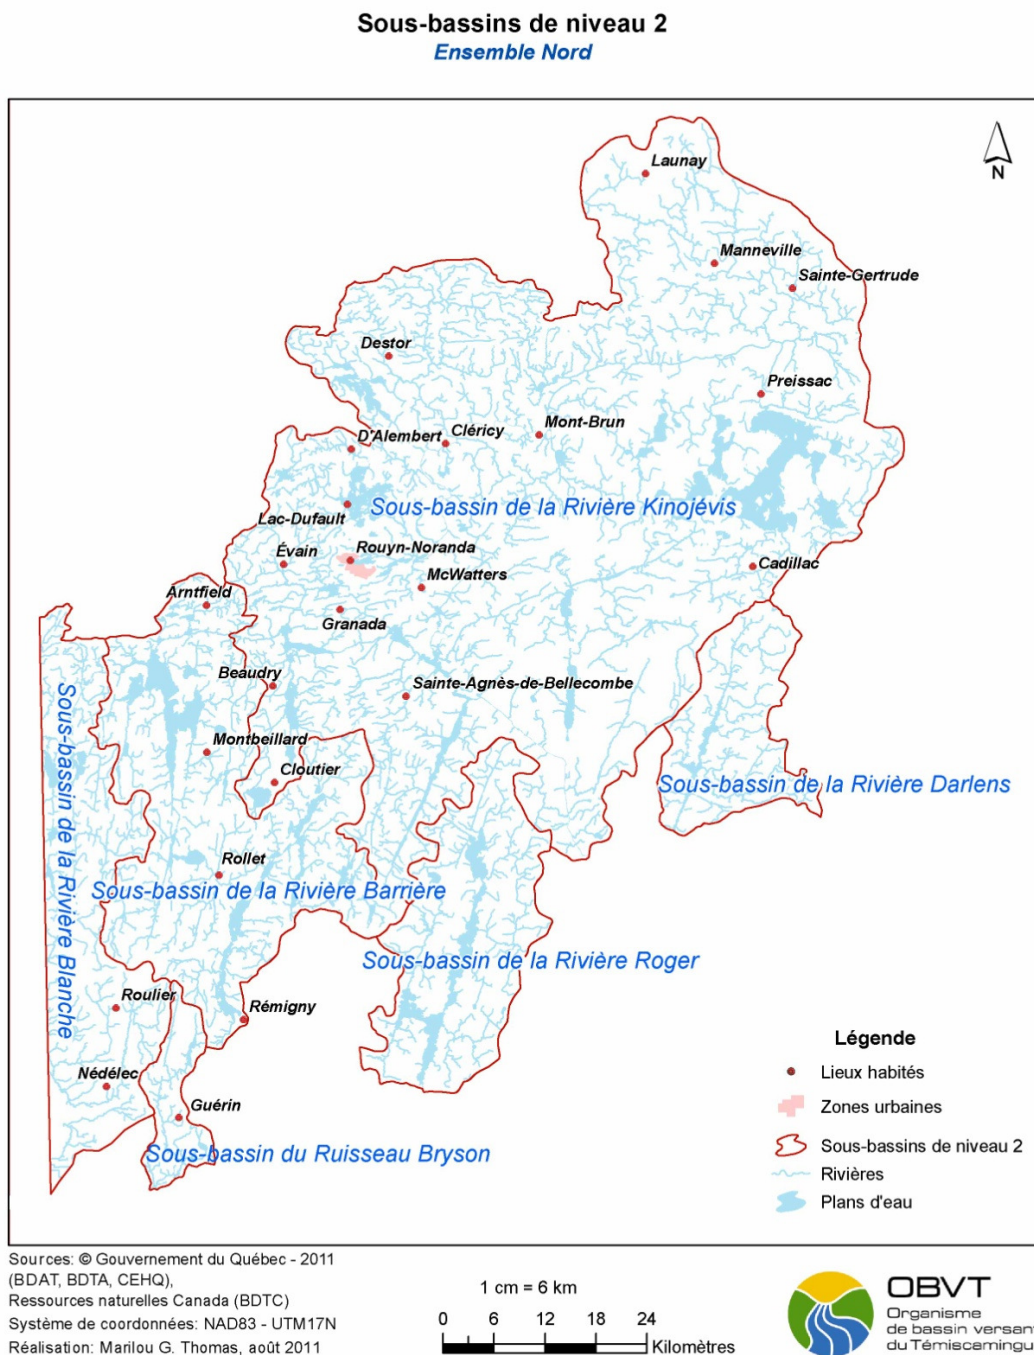 Sous-bassins de niveau 2
Ensemble Nord
N
Launay
Manneville
Sainte-Gertrude
Destor
Preissac
D'Alembert
Cléricy
Mont-Brun
Sous-bassin de la Rivière Kinojévis
Lac-Dufault
Évain
Rouyn-Noranda
McWatters
Cadillac
Arntfield
Granada
Beaudry
Sainte-Agnès-de-Bellecombe
Sous-bassin de la Rivière Blanche
Montbeillard
Cloutier
Sous-bassin de la Rivière Darlens
Rollet
Sous-bassin de la Rivière Barrière
Sous-bassin de la Rivière Roger
Roulier
Rémigny
Nédélec
Guérin
Sous-bassin du Ruisseau Bryson
Légende
Lieux habités
Zones urbaines
Sous-bassins de niveau 2
Rivières
Plans d'eau
Sources: © Gouvernement du Québec - 2011
(BDAT, BDTA, CEHQ),
Ressources naturelles Canada (BDTC)
Système de coordonnées: NAD83 - UTM17N
Réalisation: Marilou G. Thomas, août 2011
1 cm = 6 km
0 6 12 18 24
Kilomètres
OBVT
Organisme
de bassin versant
du Témiscamingue